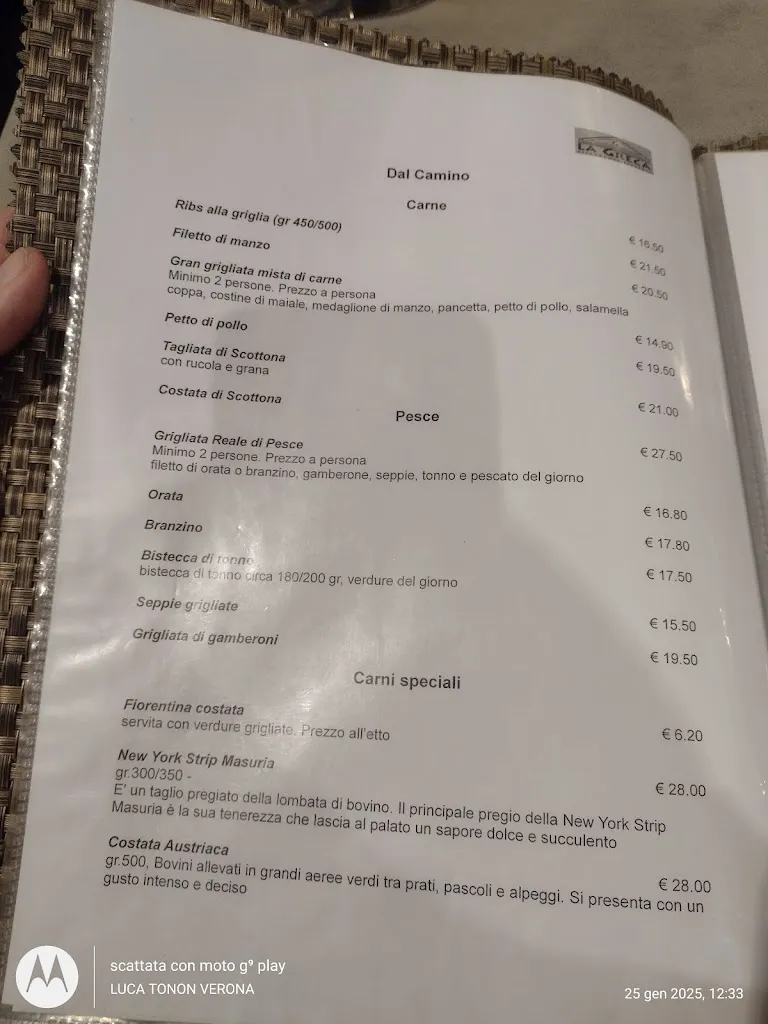 LA GRECA
Dal Camino
Carne
Ribs alla griglia (gr 450/500) € 16.50
Filetto di manzo € 21.50
Gran grigliata mista di carne € 20.50
Minimo 2 persone. Prezzo a persona
coppa, costine di maiale, medaglione di manzo, pancetta, petto di pollo, salamella
Petto di pollo € 14.90
Tagliata di Scottona € 19.50
con rucola e grana
Costata di Scottona € 21.00
Pesce
Grigliata Reale di Pesce € 27.50
Minimo 2 persone. Prezzo a persona
filetto di orata o branzino, gamberone, seppie, tonno e pescato del giorno
Orata € 16.80
Branzino € 17.80
Bistecca di tonno € 17.50
bistecca di tonno circa 180/200 gr, verdure del giorno
Seppie grigliate € 15.50
Grigliata di gamberoni € 19.50
Carni speciali
Fiorentina costata € 6.20
servita con verdure grigliate. Prezzo all'etto
New York Strip Masuria € 28.00
gr.300/350 -
E' un taglio pregiato della lombata di bovino. Il principale pregio della New York Strip
Masuria è la sua tenerezza che lascia al palato un sapore dolce e succulento
Costata Austriaca € 28.00
gr.500, Bovini allevati in grandi aeree verdi tra prati, pascoli e alpeggi. Si presenta con un
gusto intenso e deciso
scattata con moto g⁹ play
LUCA TONON VERONA
25 gen 2025, 12:33